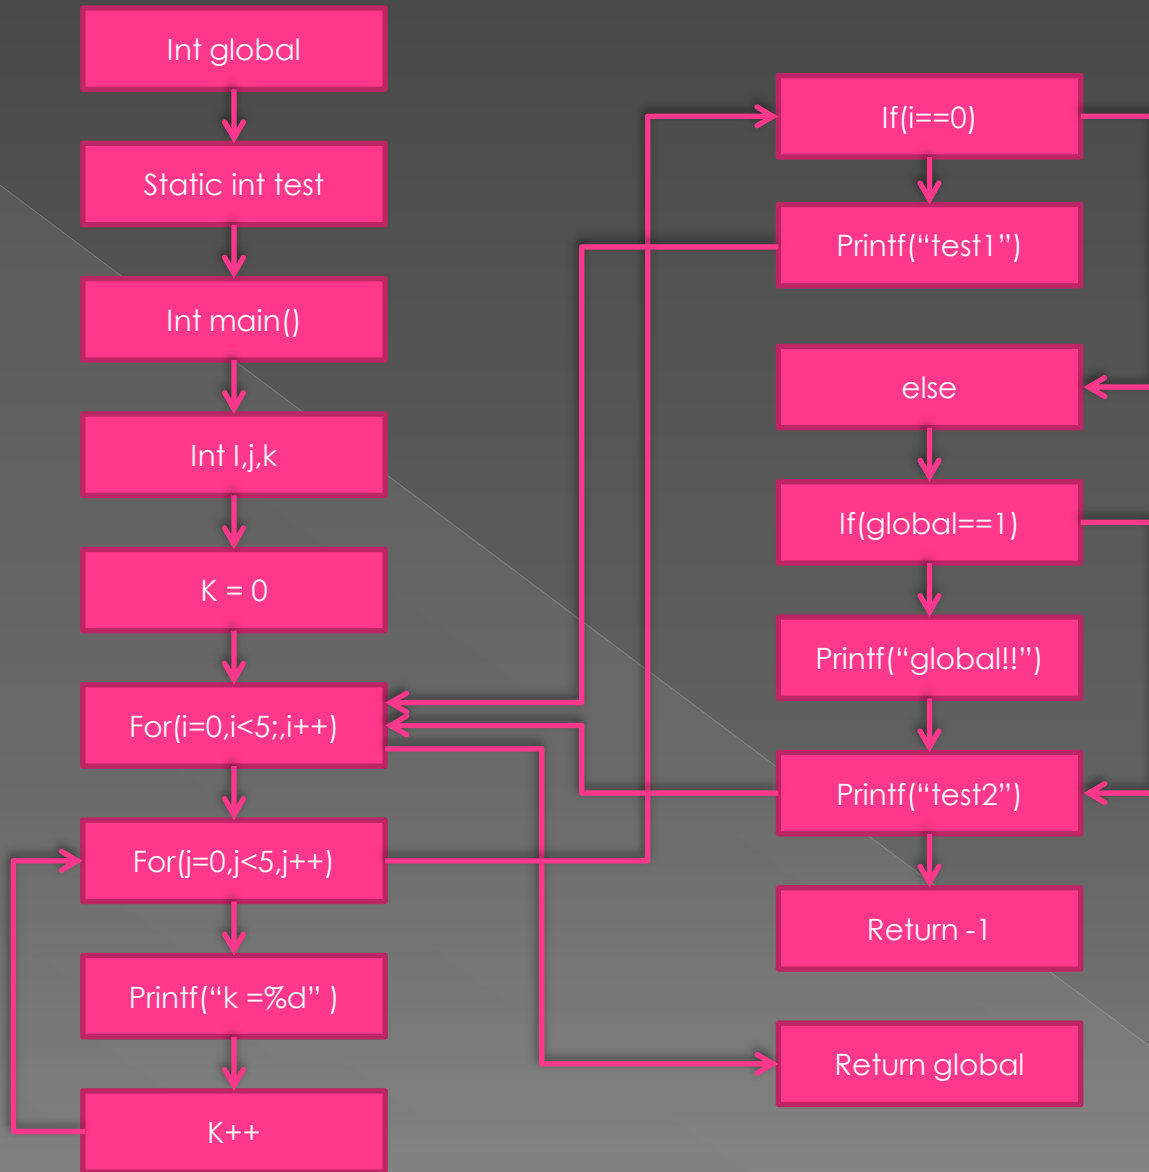 Int global
Static int test
Int main()
Int I,j,k
K = 0
For(i=0,i<5;,i++)
For(j=0,j<5,j++)
Printf(“k =%d” )
K++
If(i==0)
Printf(“test1”)
else
If(global==1)
Printf(“global!!”)
Printf(“test2”)
Return -1
Return global